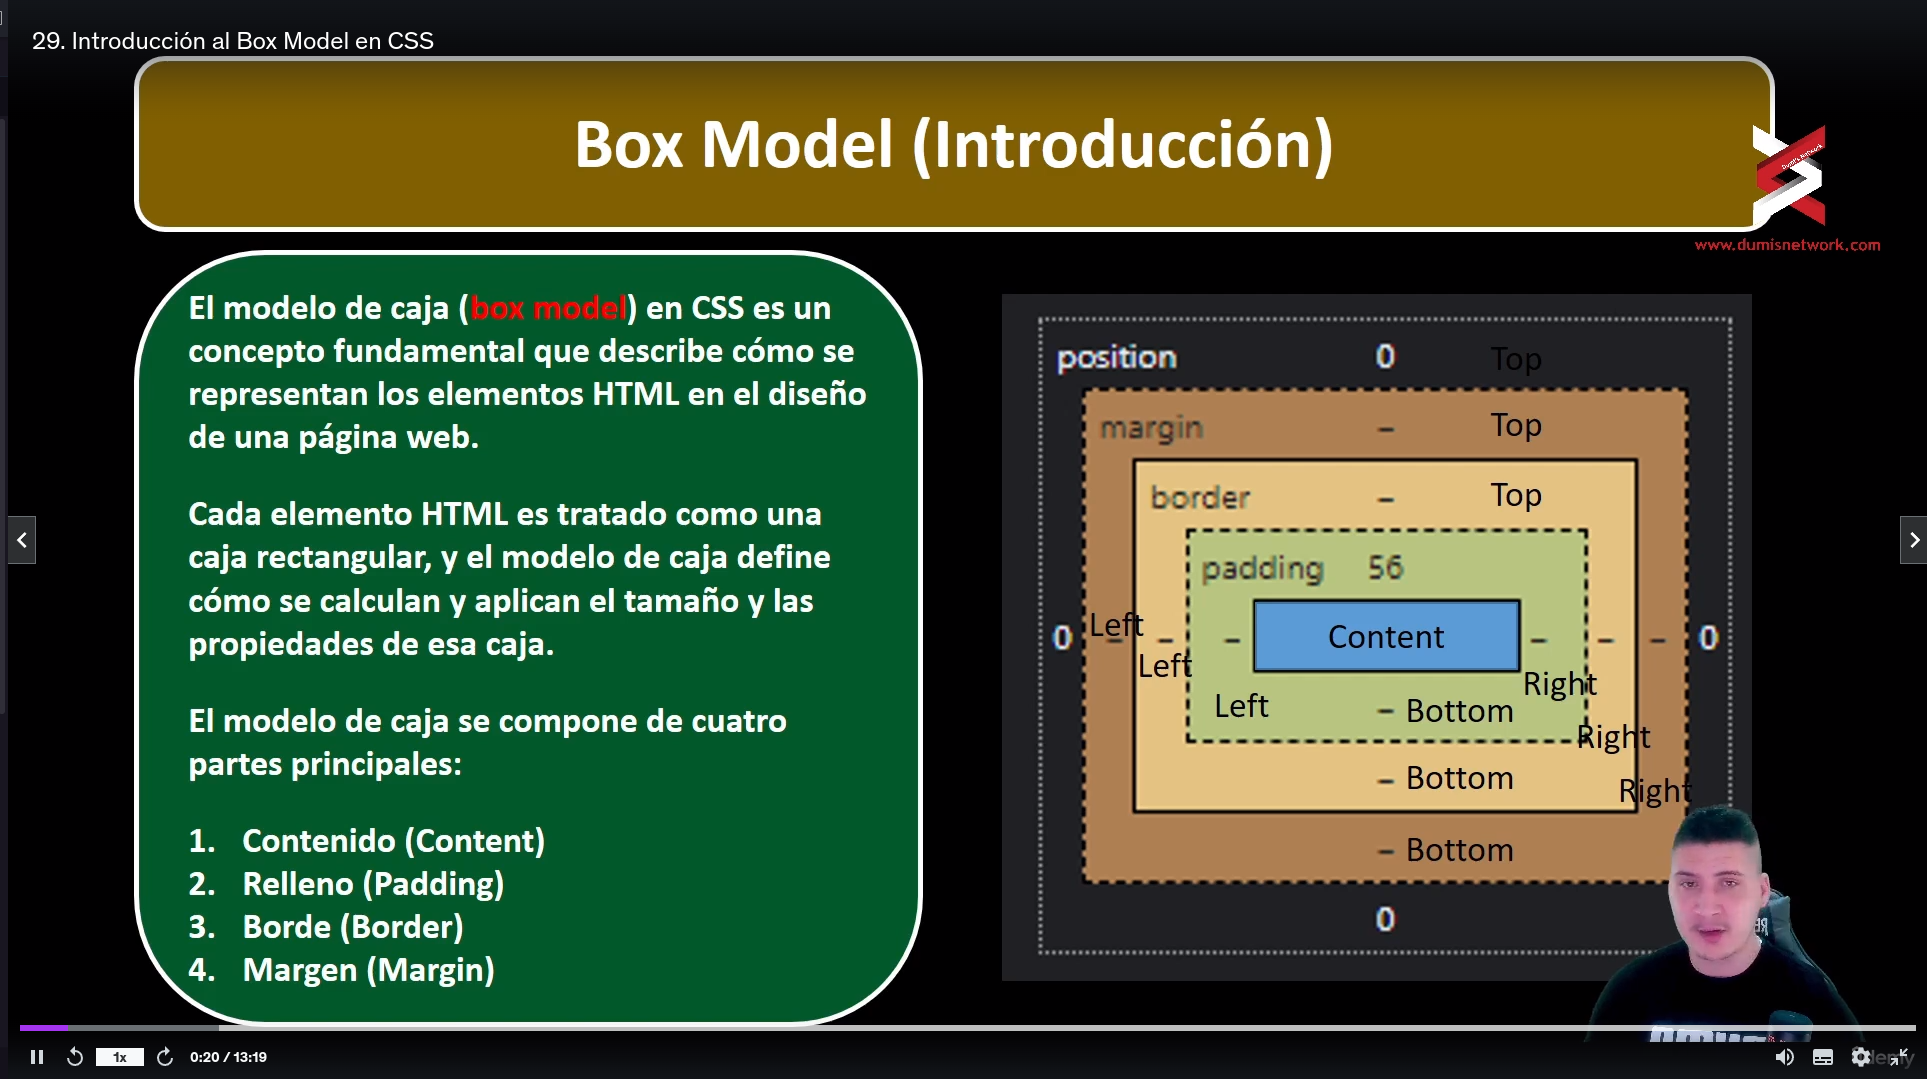 29. Introducción al Box Model en CSS
Box Model (Introducción)
Dumi's Network
www.dumisnetwork.com
El modelo de caja (box model) en CSS es un
concepto fundamental que describe cómo se
representan los elementos HTML en el diseño
de una página web.
Cada elemento HTML es tratado como una
caja rectangular, y el modelo de caja define
cómo se calculan y aplican el tamaño y las
propiedades de esa caja.
El modelo de caja se compone de cuatro
partes principales:
1. Contenido (Content)
2. Relleno (Padding)
3. Borde (Border)
4. Margen (Margin)
position 0 Top
margin – Top
border – Top
padding 56
0 Left – – – Content – – – 0
Left
Right
Left – Bottom
Right
– Bottom
Right
– Bottom
0
1x
0:20 / 13:19